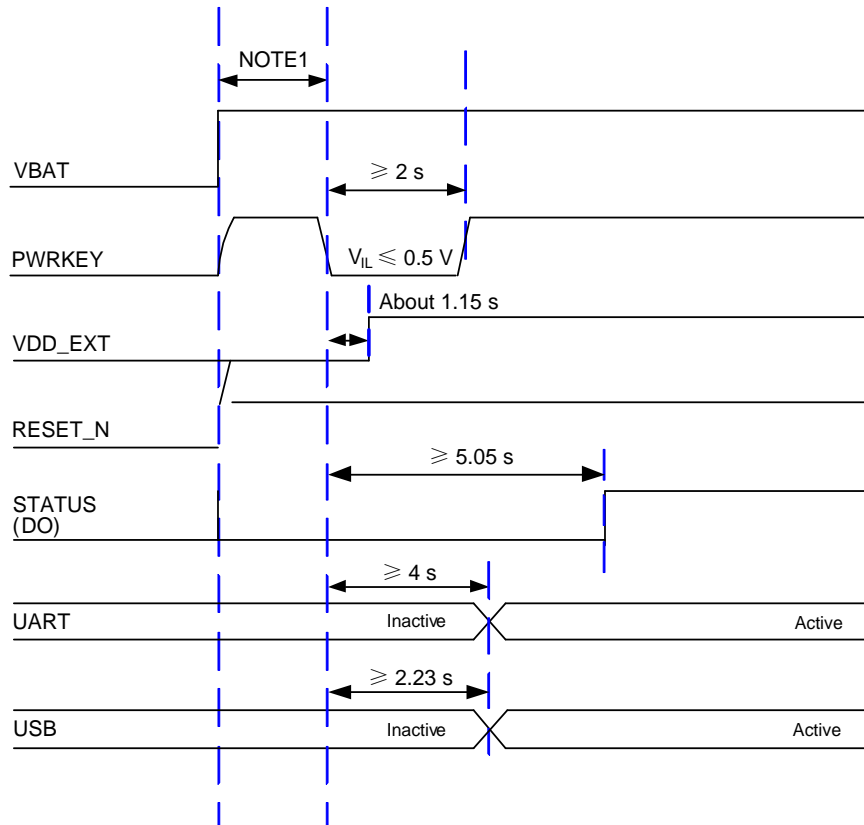 NOTE1
VBAT
≥ 2 s
PWRKEY
V_IL ≤ 0.5 V
About 1.15 s
VDD_EXT
RESET_N
≥ 5.05 s
STATUS
(DO)
≥ 4 s
UART
Inactive
Active
≥ 2.23 s
USB
Inactive
Active